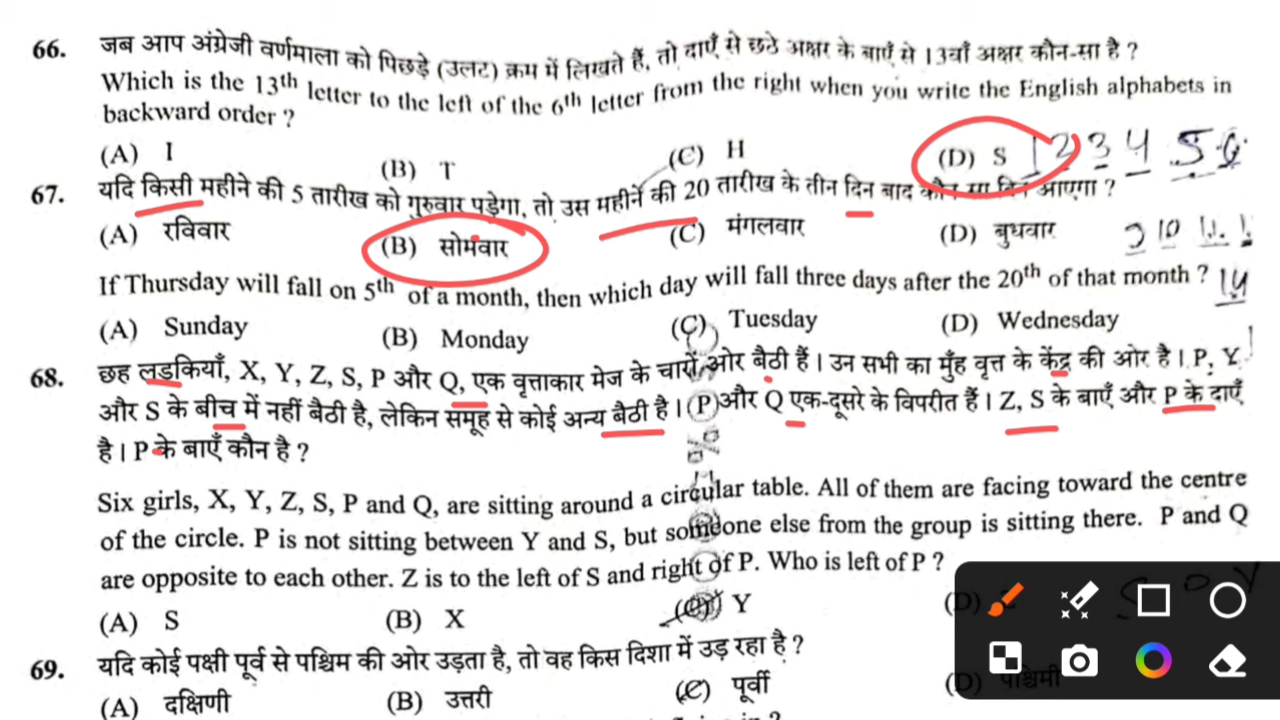 66. जब आप अंग्रेजी वर्णमाला को पिछड़े (उलट) क्रम में लिखते हैं, तो दाएँ से छठे अक्षर के बाएँ से 13वाँ अक्षर कौन-सा है ?
Which is the 13th letter to the left of the 6th letter from the right when you write the English alphabets in
backward order ?
(A) I (B) T (C) H (D) S 1 2 3 4 5 6
67. यदि किसी महीने की 5 तारीख को गुरुवार पड़ेगा, तो उस महीने की 20 तारीख के तीन दिन बाद कौन सा दिन आएगा ?
(A) रविवार (B) सोमवार (C) मंगलवार (D) बुधवार
If Thursday will fall on 5th of a month, then which day will fall three days after the 20th of that month ?
(A) Sunday (B) Monday (C) Tuesday (D) Wednesday
68. छह लड़कियाँ, X, Y, Z, S, P और Q, एक वृत्ताकार मेज के चारों ओर बैठी हैं । उन सभी का मुँह वृत्त के केंद्र की ओर है । P, Y
और S के बीच में नहीं बैठी है, लेकिन समूह से कोई अन्य बैठी है । P और Q एक-दूसरे के विपरीत हैं । Z, S के बाएँ और P के दाएँ
है । P के बाएँ कौन है ?
Six girls, X, Y, Z, S, P and Q, are sitting around a circular table. All of them are facing toward the centre
of the circle. P is not sitting between Y and S, but someone else from the group is sitting there. P and Q
are opposite to each other. Z is to the left of S and right of P. Who is left of P ?
(A) S (B) X (C) Y (D)
69. यदि कोई पक्षी पूर्व से पश्चिम की ओर उड़ता है, तो वह किस दिशा में उड़ रहा है ?
(A) दक्षिणी (B) उत्तरी (C) पूर्वी (D) पश्चिमी